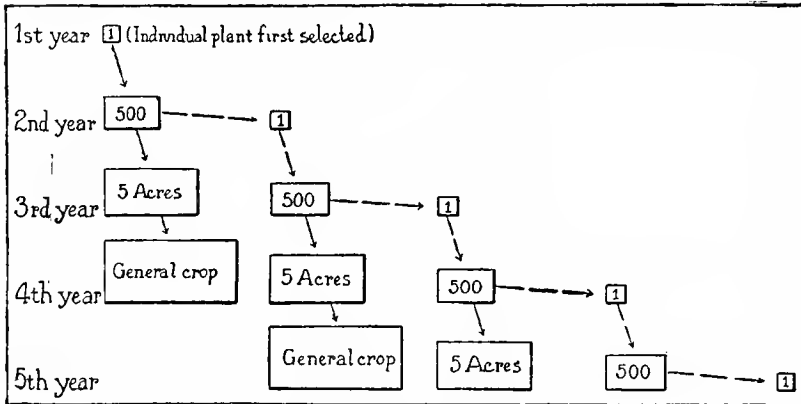 1st year 1 (Individual plant first selected)
2nd year 500 1
3rd year 5 Acres 500 1
4th year General crop 5 Acres 500 1
5th year General crop 5 Acres 500 1